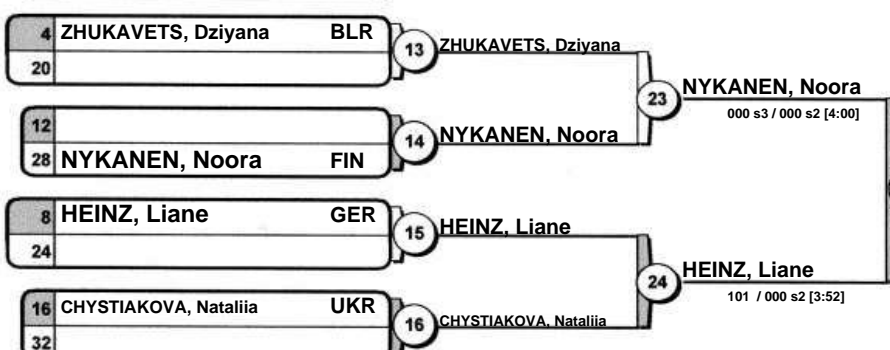 4 ZHUKAVETS, Dziyana BLR
20
13 ZHUKAVETS, Dziyana
12
28 NYKANEN, Noora FIN
14 NYKANEN, Noora
23 NYKANEN, Noora
000 s3 / 000 s2 [4:00]
8 HEINZ, Liane GER
24
15 HEINZ, Liane
16 CHYSTIAKOVA, Nataliia UKR
32
16 CHYSTIAKOVA, Nataliia
24 HEINZ, Liane
101 / 000 s2 [3:52]